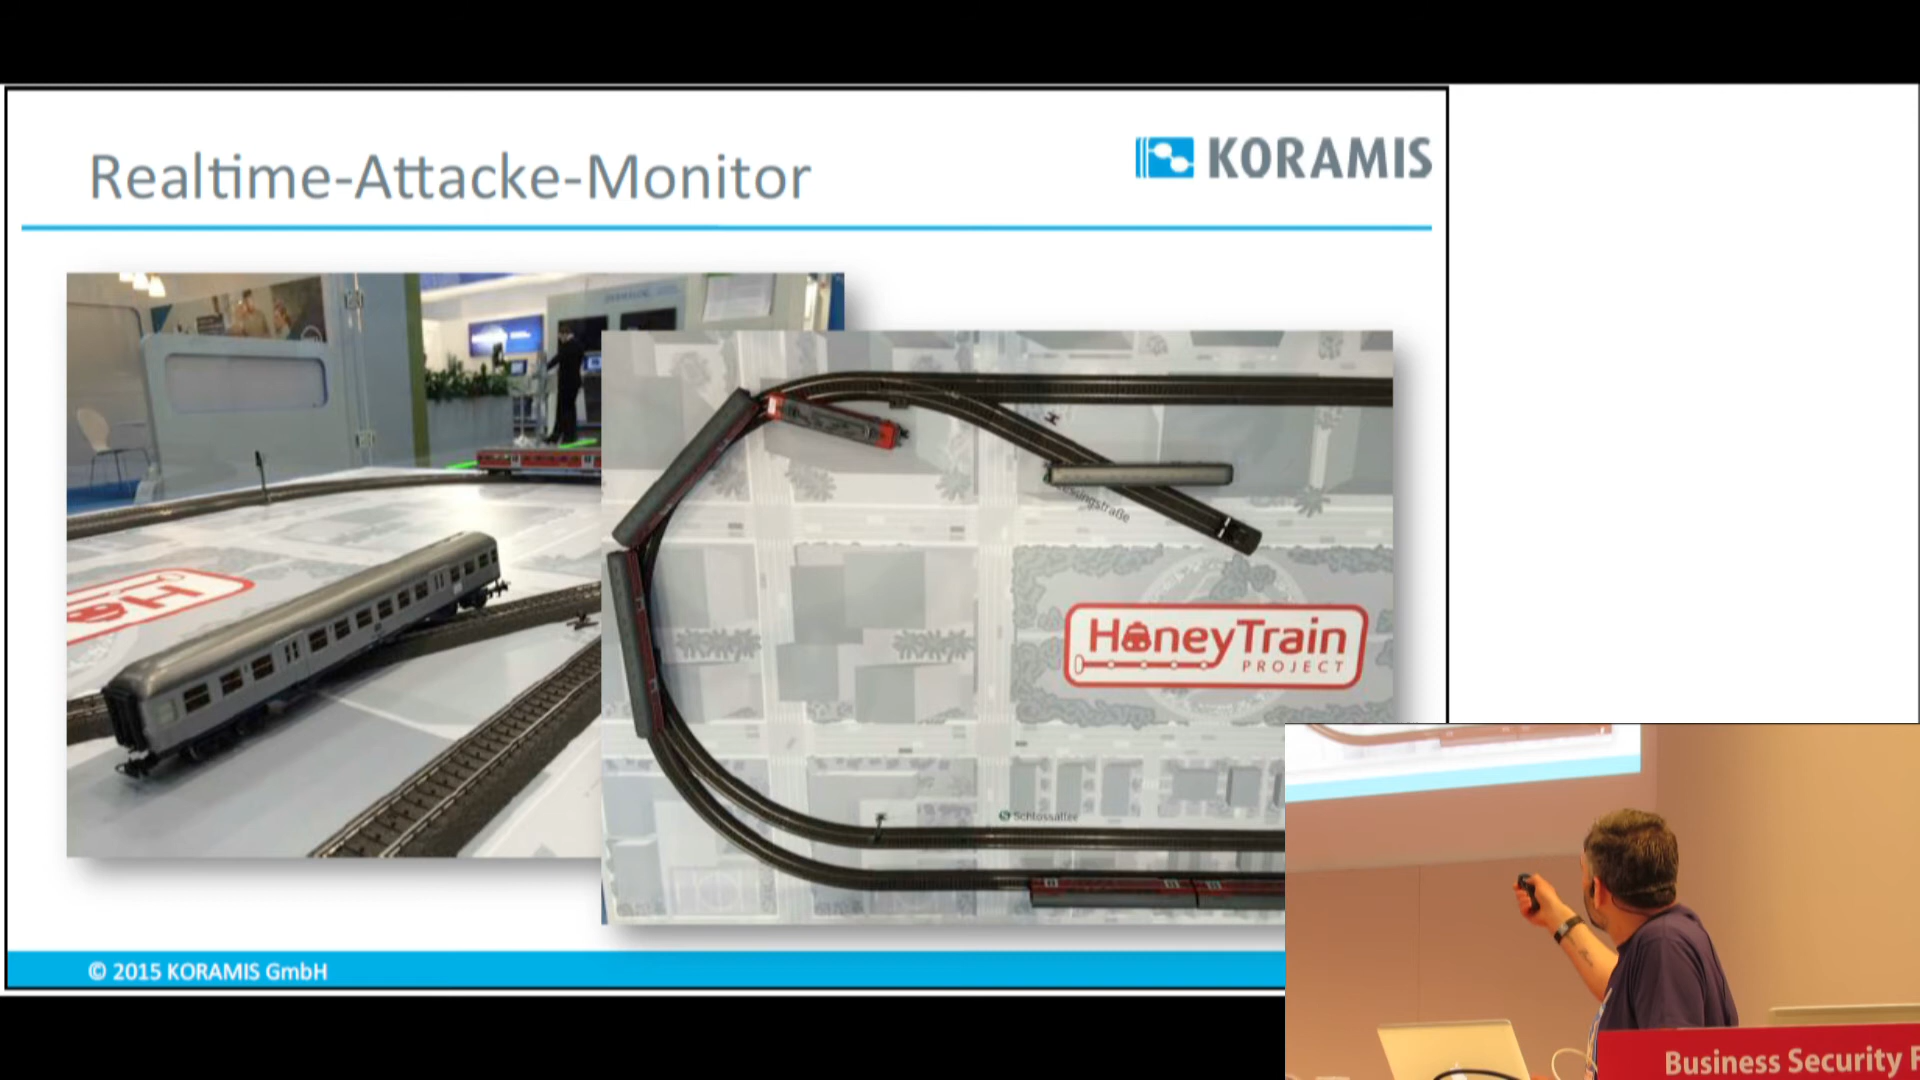 Realtime-Attacke-Monitor
KORAMIS
HoneyTrain
PROJECT
Schlossallee
© 2015 KORAMIS GmbH
Business Security F